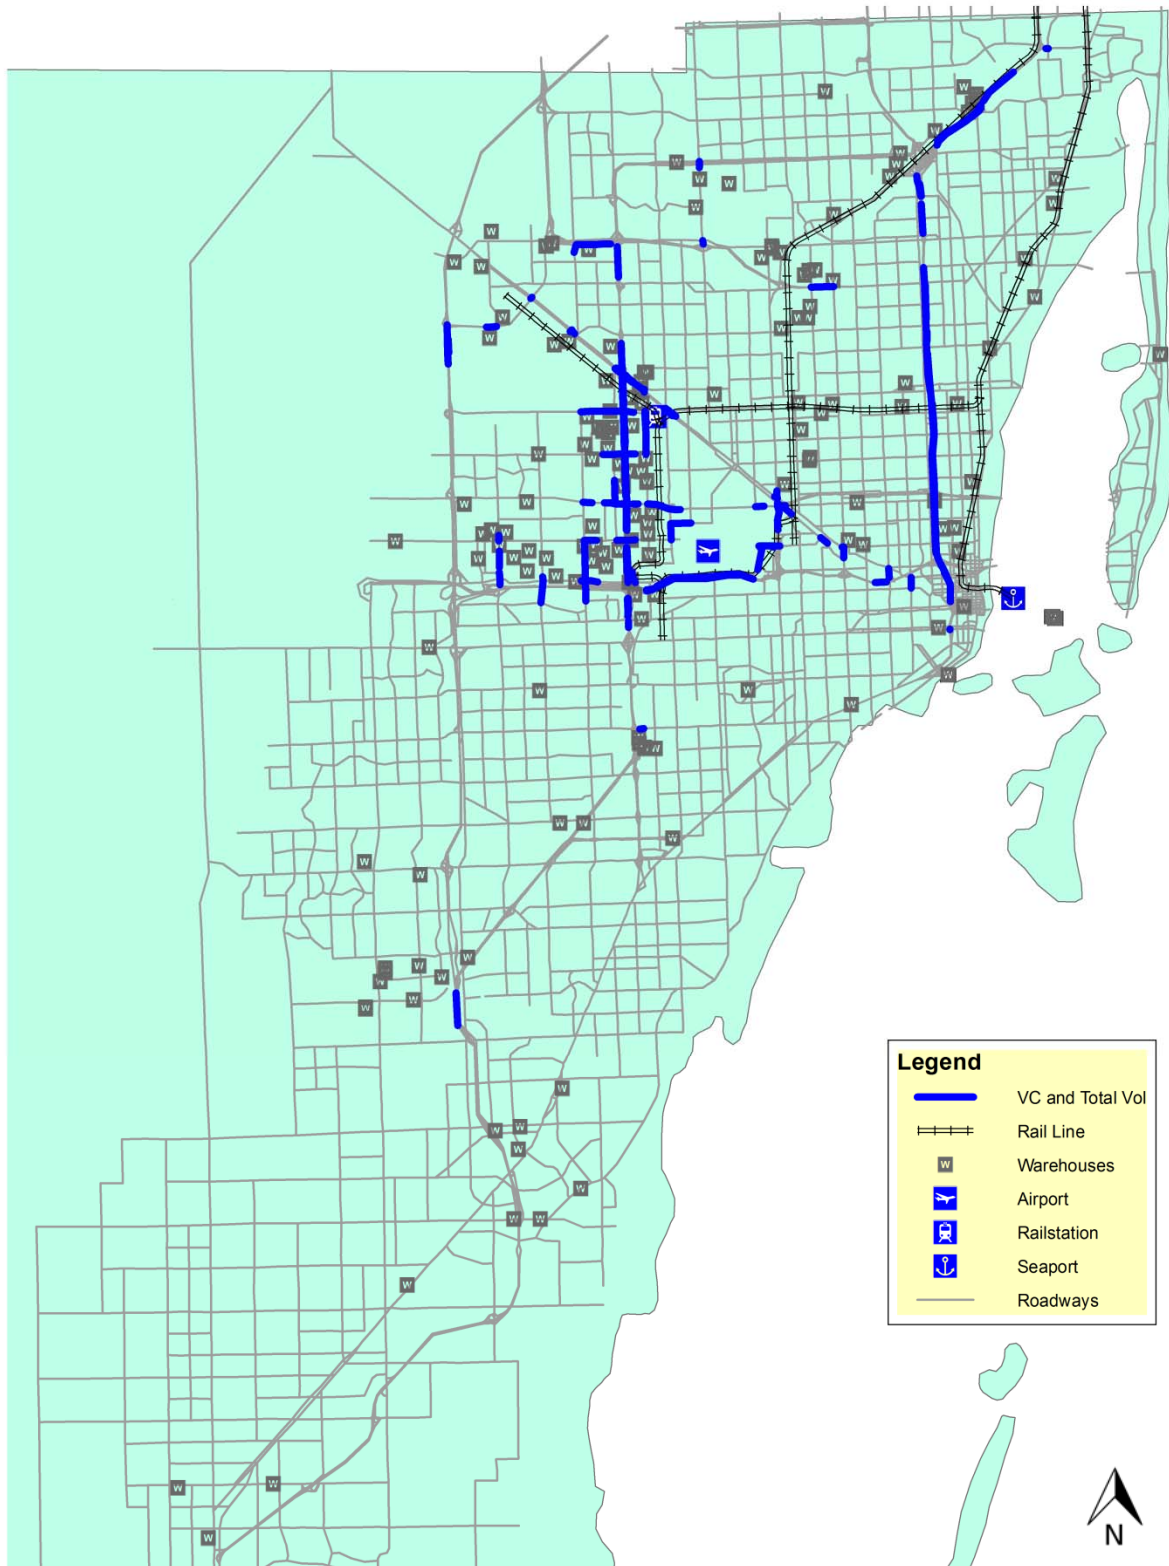 Legend
VC and Total Vol
Rail Line
W Warehouses
Airport
Railstation
Seaport
Roadways
N